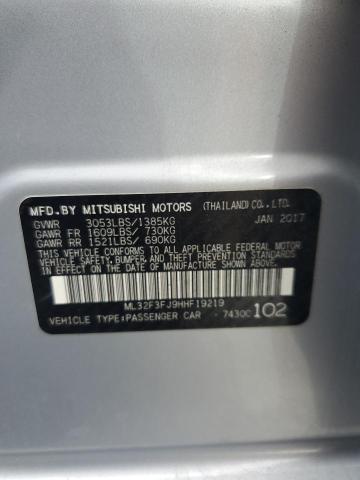 MFD.BY MITSUBISHI MOTORS (THAILAND) CO., LTD.
GVWR 3053LBS/1385KG JAN 2017
GAWR FR 1609LBS/ 730KG
GAWR RR 1521LBS/ 690KG
THIS VEHICLE CONFORMS TO ALL APPLICABLE
FEDERAL MOTOR VEHICLE SAFETY,
BUMPER, AND THEFT PREVENTION
STANDARDS IN EFFECT ON THE DATE OF
MANUFACTURE SHOWN ABOVE.
ML32F3FJ9HHF19219
VEHICLE TYPE:PASSENGER CAR 7430C 102